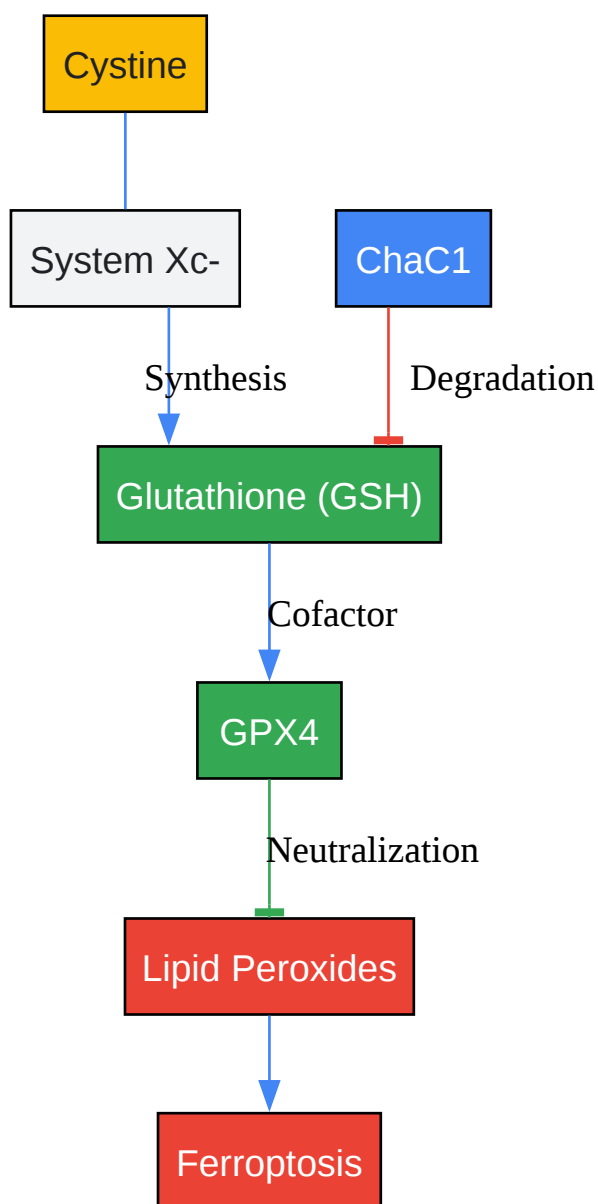 Cystine
System Xc-
ChaC1
Synthesis
Degradation
Glutathione (GSH)
Cofactor
GPX4
Neutralization
Lipid Peroxides
Ferroptosis